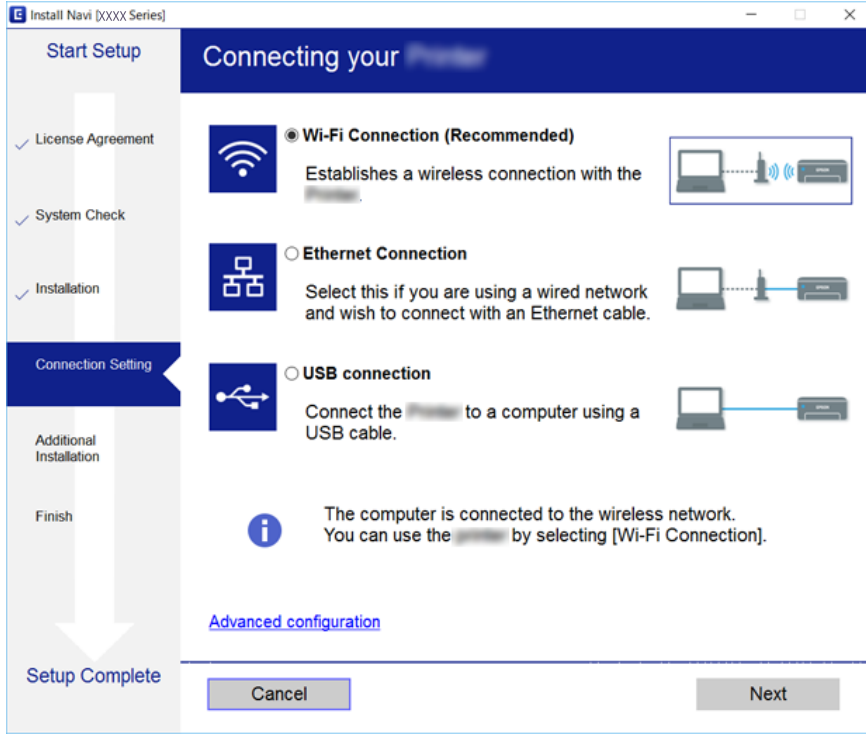 Install Navi [XXXX Series]
Start Setup
License Agreement
System Check
Installation
Connection Setting
Additional
Installation
Finish
Setup Complete
Connecting your
Wi-Fi Connection (Recommended)
Establishes a wireless connection with the
.
Ethernet Connection
Select this if you are using a wired network
and wish to connect with an Ethernet cable.
USB connection
Connect the to a computer using a
USB cable.
The computer is connected to the wireless network.
You can use the by selecting [Wi-Fi Connection].
Advanced configuration
Cancel
Next